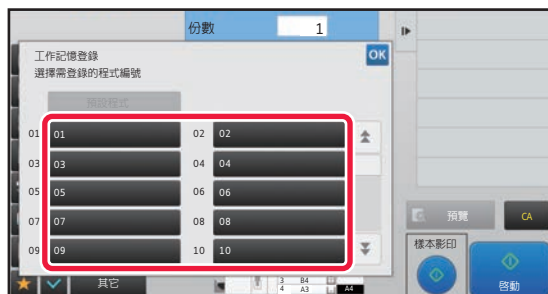 份數 1
工作記憶登錄 OK
選擇需登錄的程式編號
預設程式
01 01 02 02
03 03 04 04
05 05 06 06
07 07 08 08
09 09 10 10
預覽 CA
樣本影印
啓動
其它
3 B4
4 A3
A4